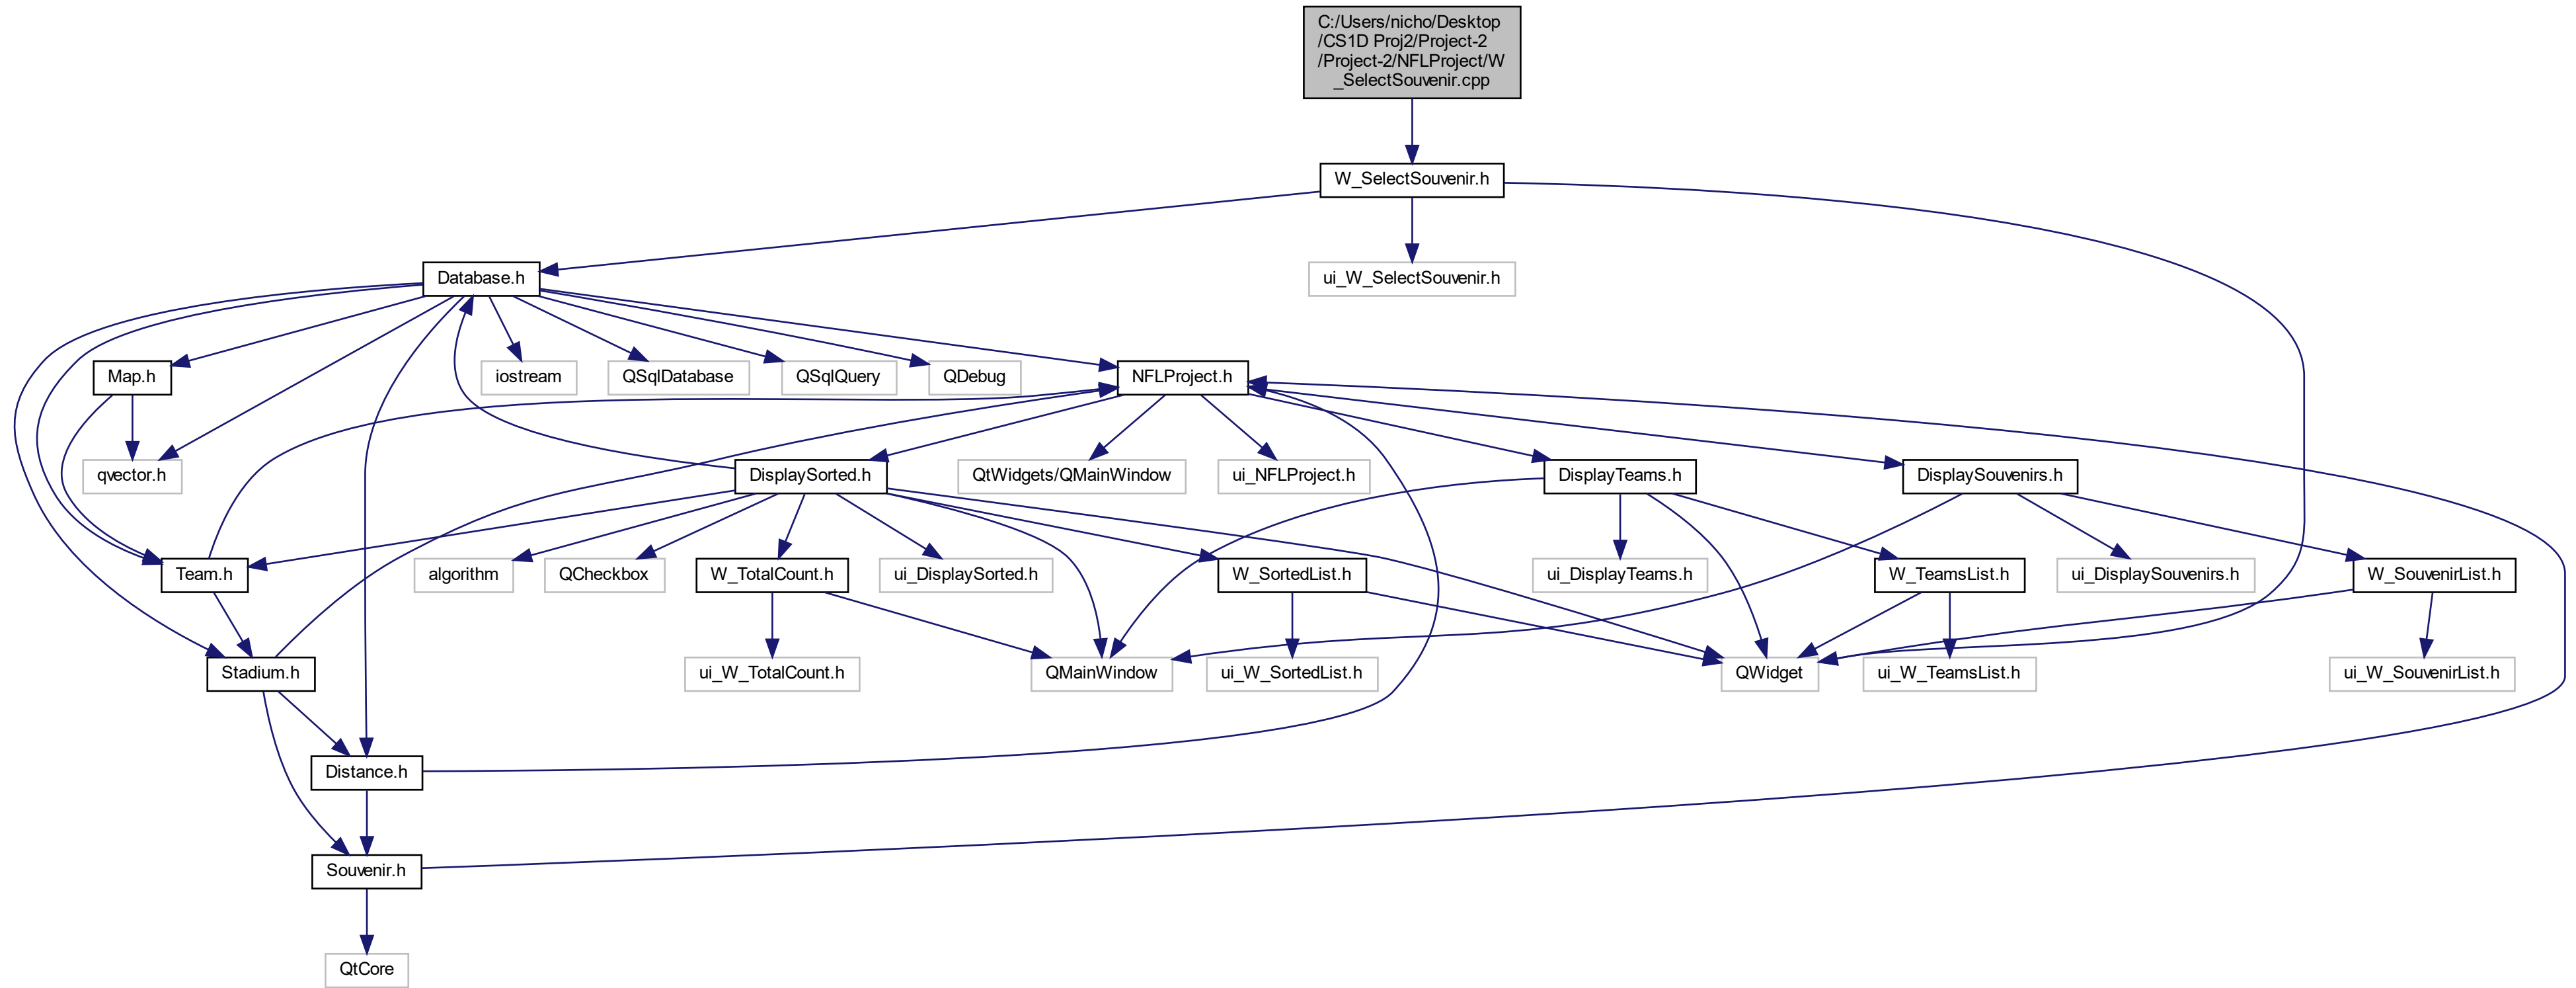 C:/Users/nicho/Desktop
/CS1D Proj2/Project-2
/Project-2/NFLProject/W
_SelectSouvenir.cpp
W_SelectSouvenir.h
Database.h
ui_W_SelectSouvenir.h
Map.h
iostream
QSqlDatabase
QSqlQuery
QDebug
NFLProject.h
qvector.h
DisplaySorted.h
QtWidgets/QMainWindow
ui_NFLProject.h
DisplayTeams.h
DisplaySouvenirs.h
Team.h
algorithm
QCheckbox
W_TotalCount.h
ui_DisplaySorted.h
W_SortedList.h
ui_DisplayTeams.h
W_TeamsList.h
ui_DisplaySouvenirs.h
W_SouvenirList.h
Stadium.h
ui_W_TotalCount.h
QMainWindow
ui_W_SortedList.h
QWidget
ui_W_TeamsList.h
ui_W_SouvenirList.h
Distance.h
Souvenir.h
QtCore